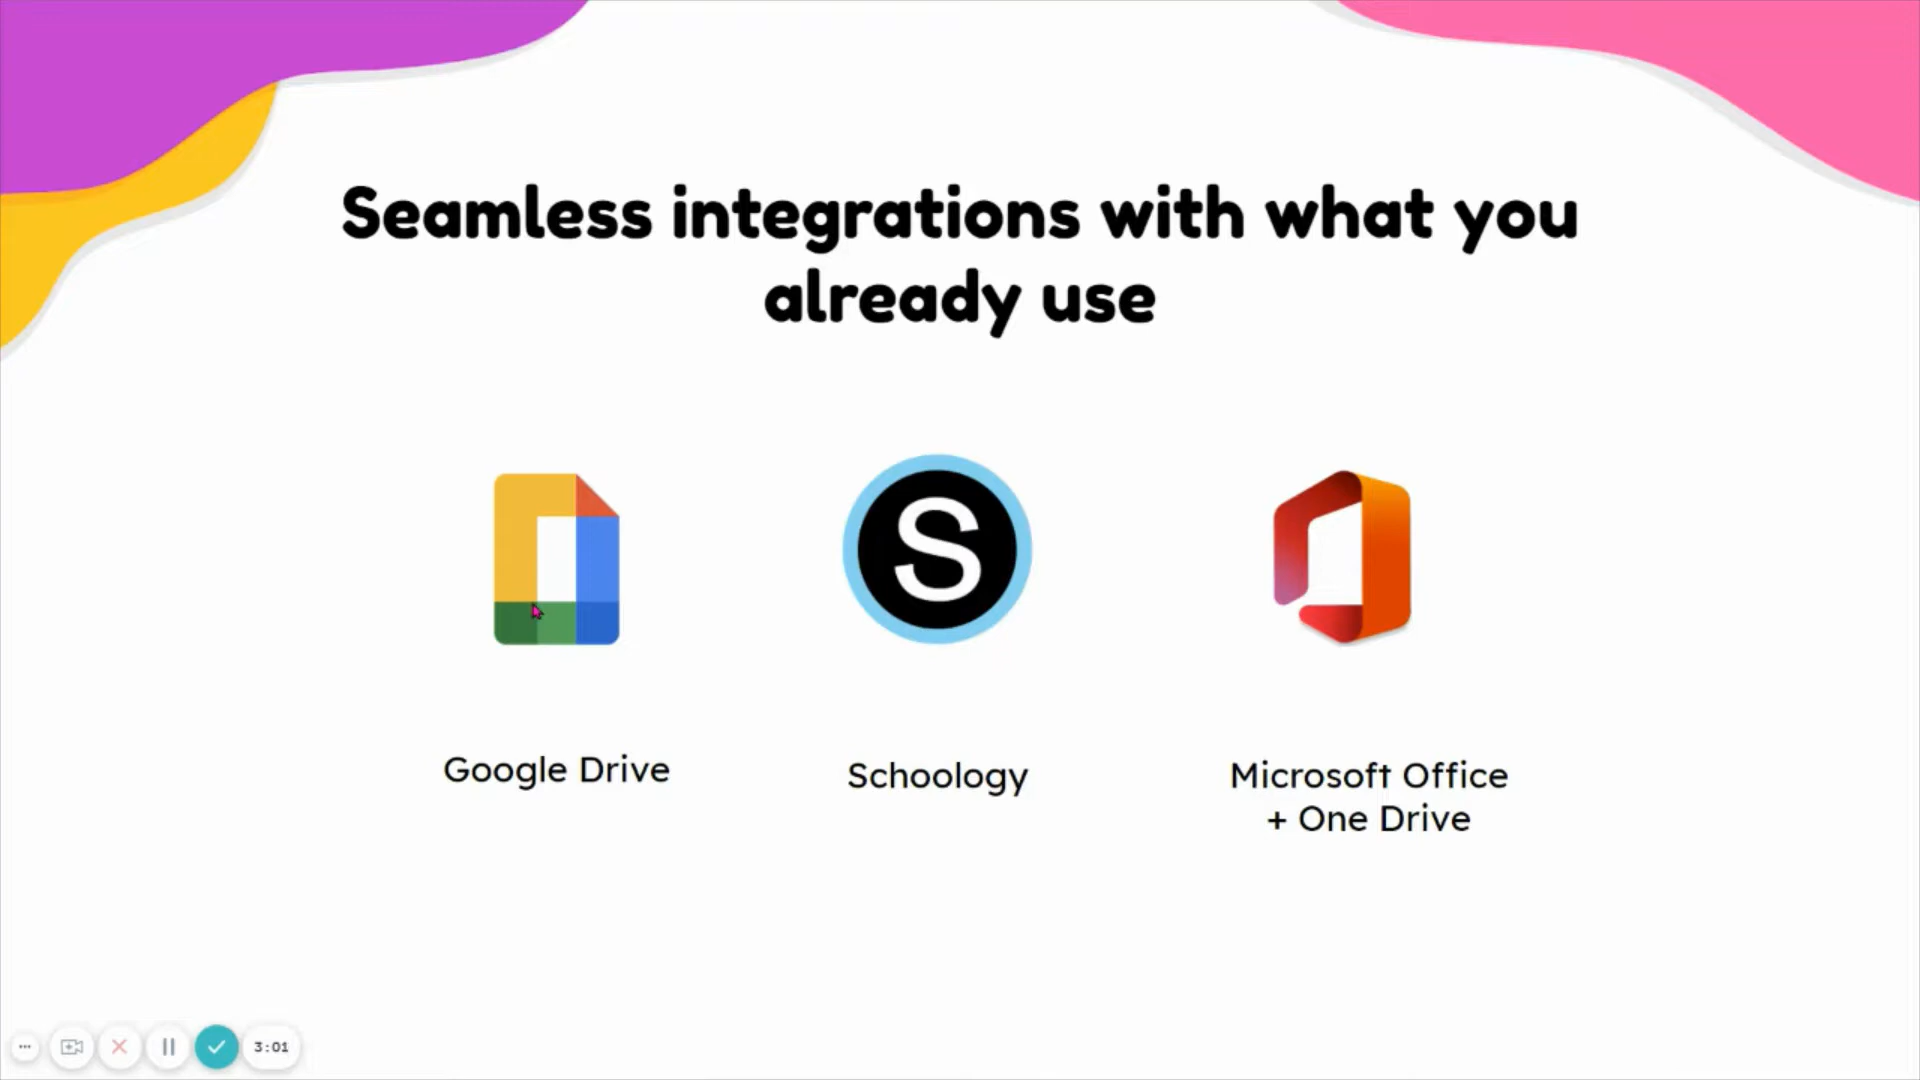 Seamless integrations with what you
already use
S
Google Drive
Schoology
Microsoft Office
+ One Drive
3:01